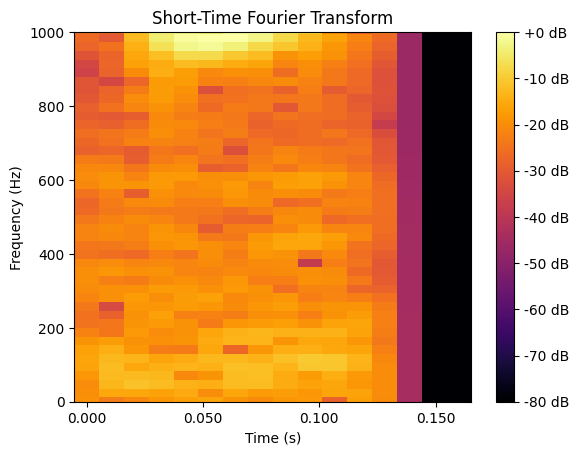 Short-Time Fourier Transform
1000
800
600
400
200
0
Frequency (Hz)
0.000
0.050
0.100
0.150
Time (s)
+0 dB
-10 dB
-20 dB
-30 dB
-40 dB
-50 dB
-60 dB
-70 dB
-80 dB